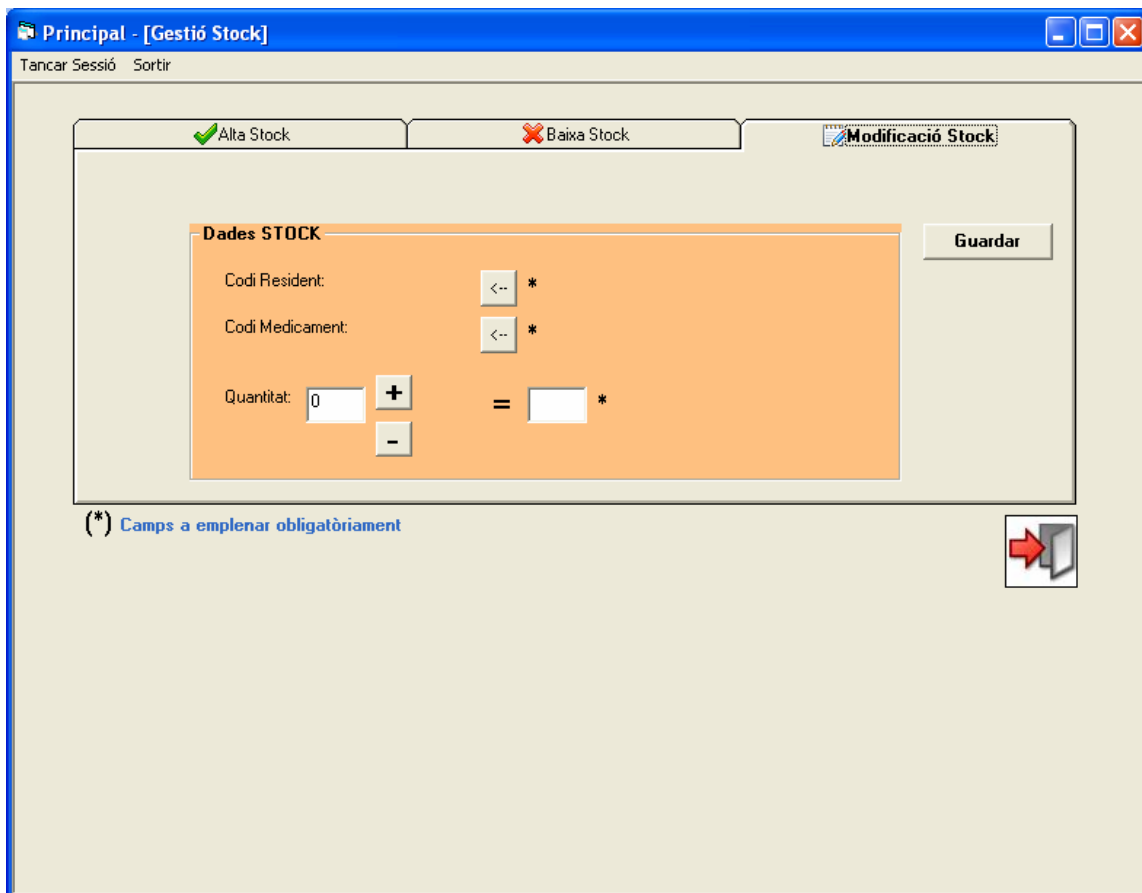 Principal - [Gestió Stock]
Tancar Sessió Sortir
Alta Stock Baixa Stock Modificació Stock
Dades STOCK
Guardar
Codi Resident: <-- *
Codi Medicament: <-- *
Quantitat: 0 + = *
-
(*) Camps a emplenar obligatòriament